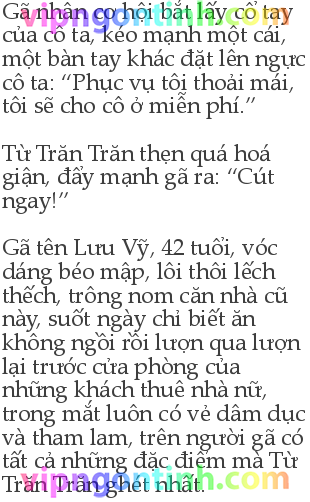 vipngontinh.com
Gã nhân cơ hội bắt lấy cổ tay
của cô ta, kéo mạnh một cái,
một bàn tay khác đặt lên ngực
cô ta: “Phục vụ tôi thoải mái,
tôi sẽ cho cô ở miễn phí.”
Từ Trăn Trăn thẹn quá hoá
giận, đẩy mạnh gã ra: “Cút
ngay!”
Gã tên Lưu Vỹ, 42 tuổi, vóc
dáng béo mập, lôi thôi lếch
thếch, trông nom căn nhà cũ
này, suốt ngày chỉ biết ăn
không ngồi rồi lượn qua lượn
lại trước cửa phòng của
những khách thuê nhà nữ,
trong mắt luôn có vẻ dâm dục
và tham lam, trên người gã có
tất cả những đặc điểm mà Từ
Trăn Trăn ghét nhất.
vipngontinh.com